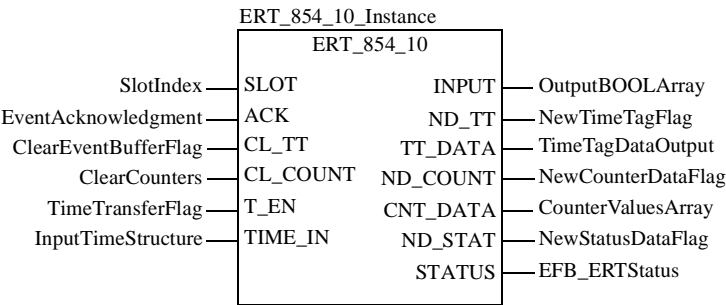 ERT_854_10_Instance
ERT_854_10
SlotIndex SLOT INPUT OutputBOOLArray
EventAcknowledgment ACK ND_TT NewTimeTagFlag
ClearEventBufferFlag CL_TT TT_DATA TimeTagDataOutput
ClearCounters CL_COUNT ND_COUNT NewCounterDataFlag
TimeTransferFlag T_EN CNT_DATA CounterValuesArray
InputTimeStructure TIME_IN ND_STAT NewStatusDataFlag
STATUS EFB_ERTStatus